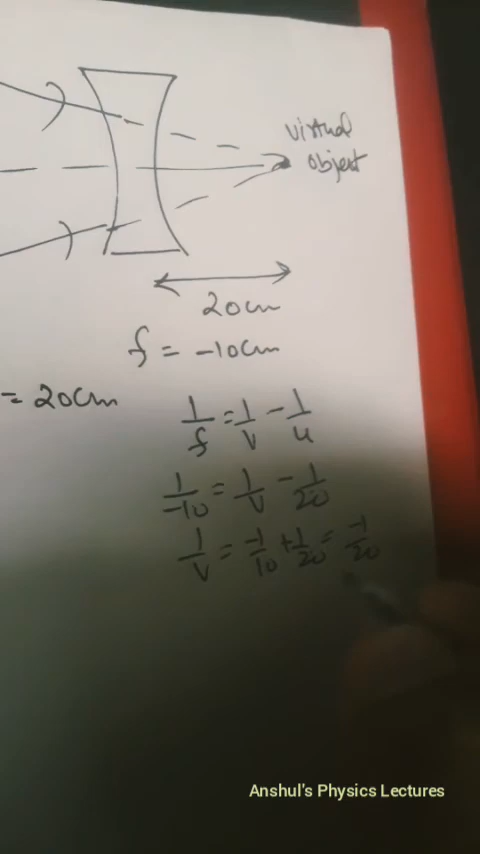 virtual
object
20cm
f = -10cm
= 20cm
1/f = 1/v - 1/u
1/-10 = 1/v - 1/20
1/v = -1/10 + 1/20 = -1/20
Anshul's Physics Lectures